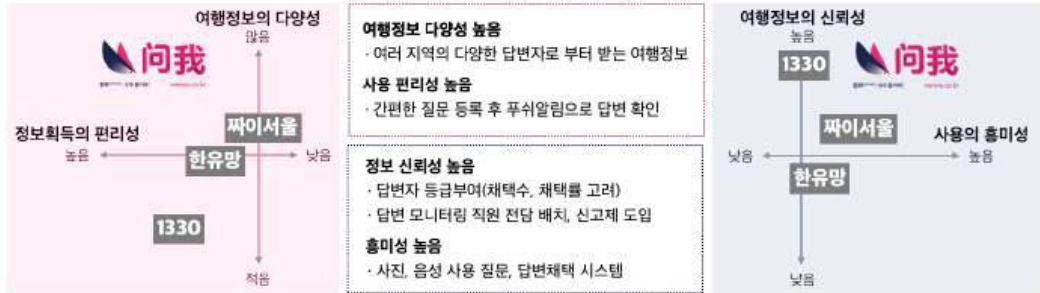 여행정보의 다양성
많음
问我
정보획득의 편리성
높음
낮음
짜이서울
한유망
1330
적음
여행정보 다양성 높음
· 여러 지역의 다양한 답변자로 부터 받는 여행정보
사용 편리성 높음
· 간편한 질문 등록 후 푸쉬알림으로 답변 확인
정보 신뢰성 높음
· 답변자 등급부여(채택수, 채택률 고려)
· 답변 모니터링 직원 전담 배치, 신고제 도입
흥미성 높음
· 사진, 음성 사용 질문, 답변채택 시스템
여행정보의 신뢰성
높음
1330
问我
짜이서울
사용의 흥미성
낮음
높음
한유망
낮음